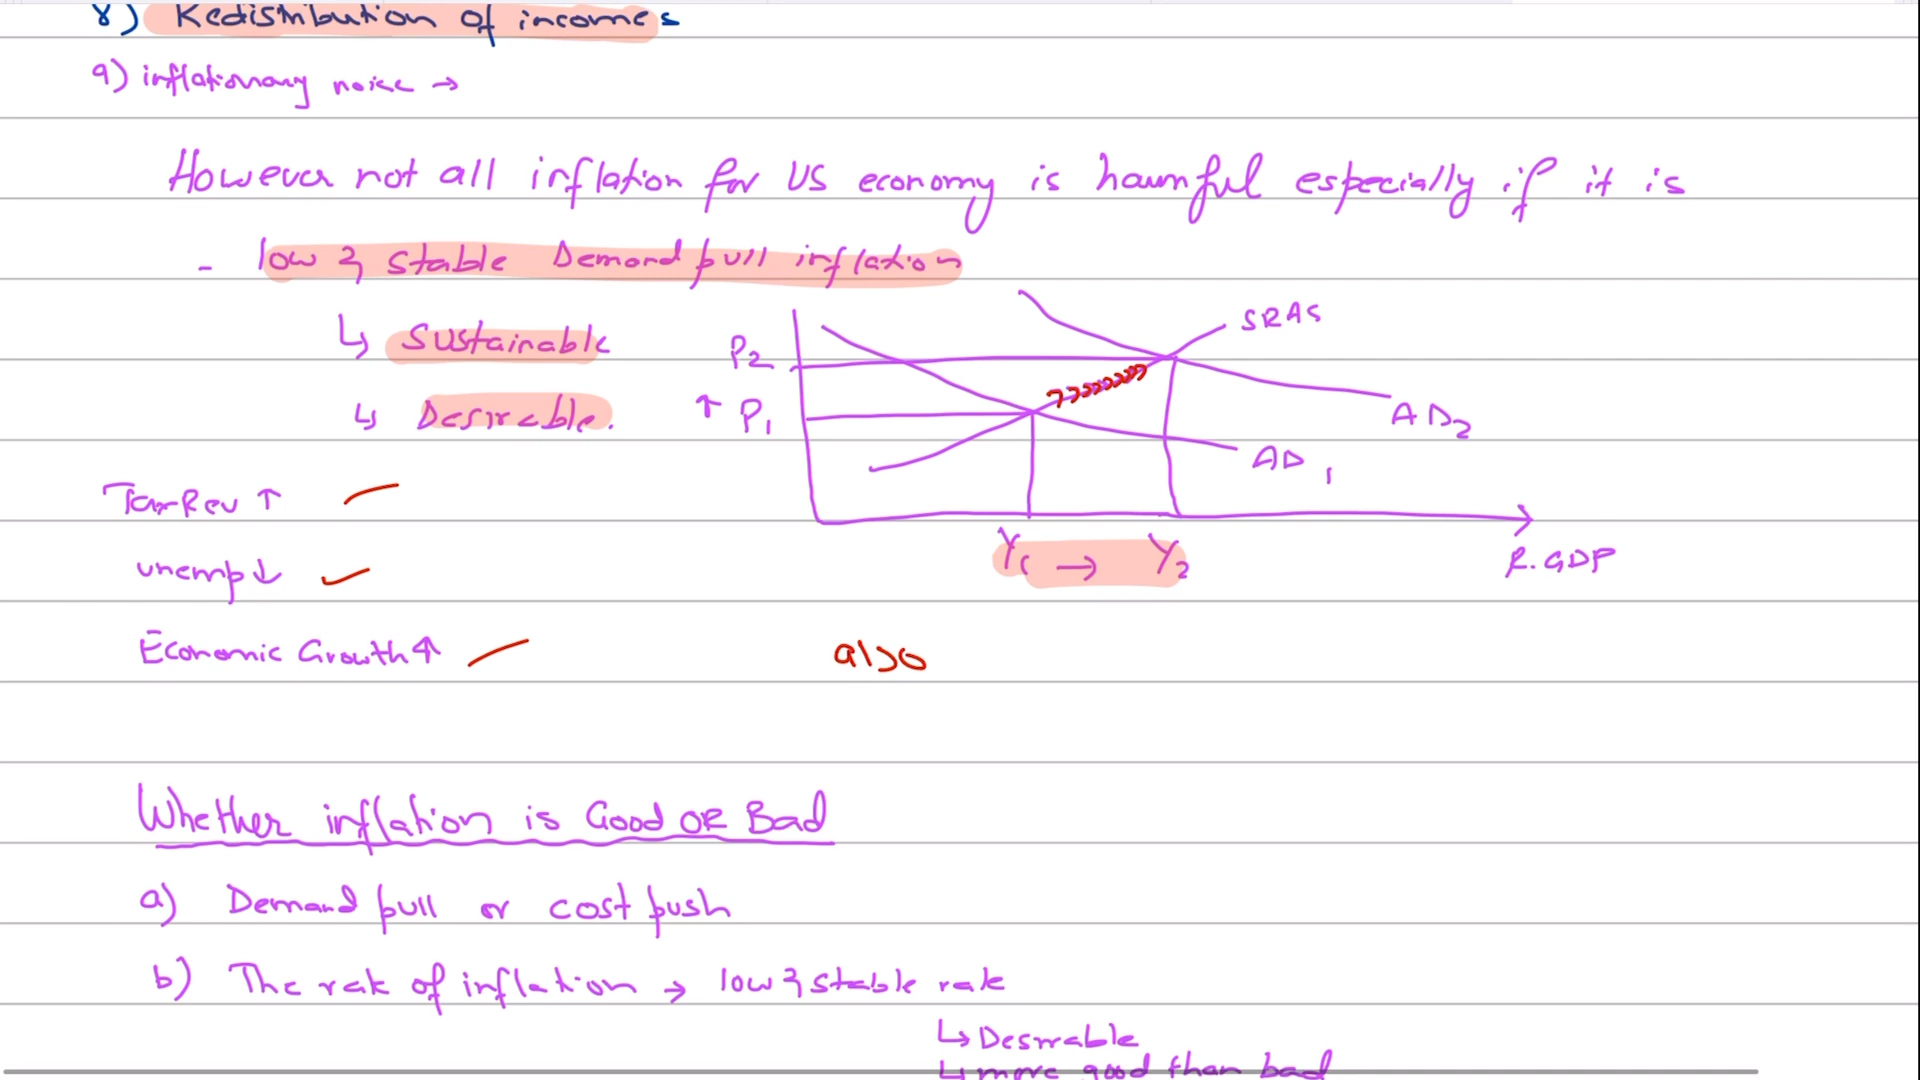 8) Redistribution of incomes
9) inflationary noise →
However not all inflation for US economy is harmful especially if it is
- low & stable Demand pull inflation
↳ Sustainable
↳ Desirable.
SRAS
P2
↑ P1
AD2
AD1
Y1 → Y2
R.GDP
Tax Rev ↑
unemp ↓
Economic Growth ↑
also
Whether inflation is Good OR Bad
a) Demand pull or cost push
b) The rate of inflation → low & stable rate
↳ Desirable
↳ more good than bad